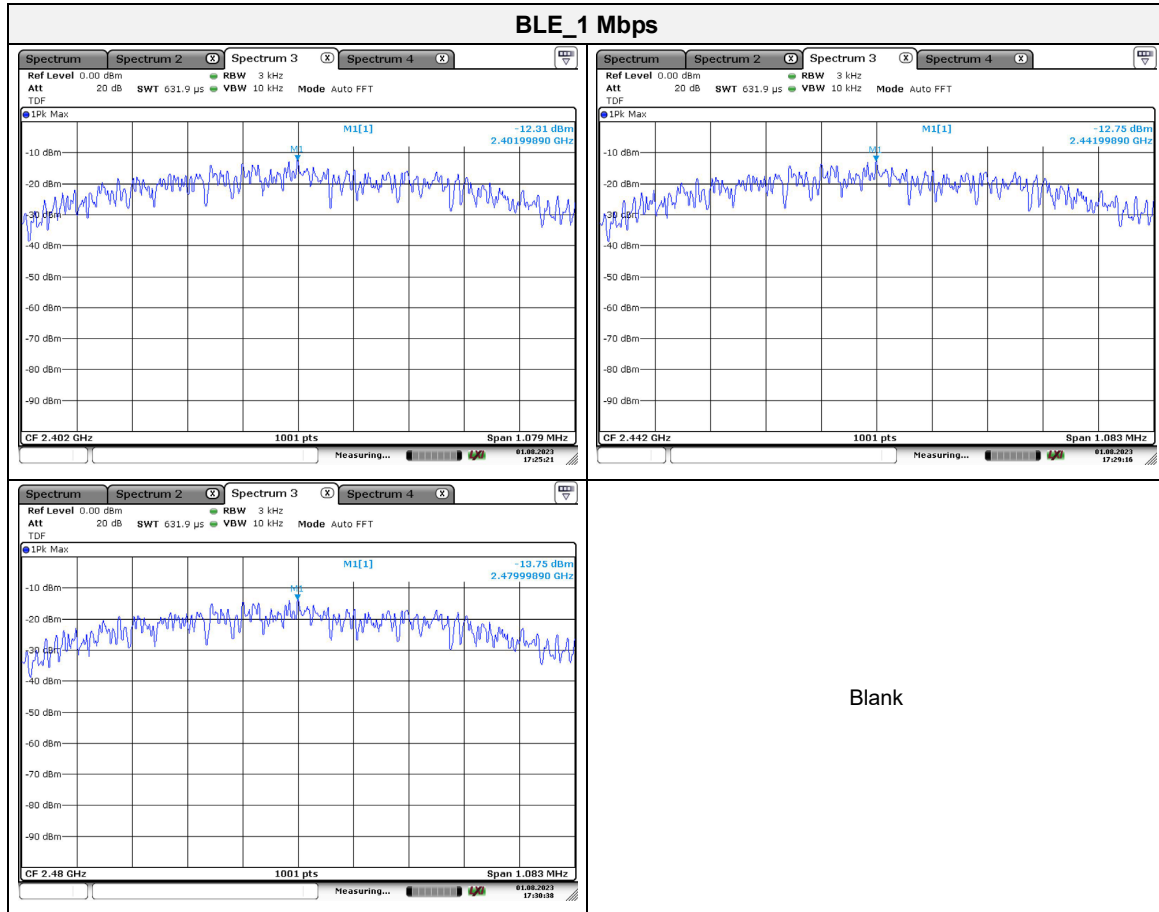 BLE_1 Mbps
Spectrum Spectrum 2 X Spectrum 3 X Spectrum 4 X
Ref Level 0.00 dBm RBW 3 kHz
Att 20 dB SWT 631.9 µs VBW 10 kHz Mode Auto FFT
TDF
1Pk Max
M1[1] -12.31 dBm
2.40199890 GHz
M1
-10 dBm
-20 dBm
-30 dBm
-40 dBm
-50 dBm
-60 dBm
-70 dBm
-80 dBm
-90 dBm
CF 2.402 GHz 1001 pts Span 1.079 MHz
Measuring... LXI 01.08.2023
17:25:21
Spectrum Spectrum 2 X Spectrum 3 X Spectrum 4 X
Ref Level 0.00 dBm RBW 3 kHz
Att 20 dB SWT 631.9 µs VBW 10 kHz Mode Auto FFT
TDF
1Pk Max
M1[1] -12.75 dBm
2.44199890 GHz
M1
-10 dBm
-20 dBm
-30 dBm
-40 dBm
-50 dBm
-60 dBm
-70 dBm
-80 dBm
-90 dBm
CF 2.442 GHz 1001 pts Span 1.083 MHz
Measuring... LXI 01.08.2023
17:29:16
Spectrum Spectrum 2 X Spectrum 3 X Spectrum 4 X
Ref Level 0.00 dBm RBW 3 kHz
Att 20 dB SWT 631.9 µs VBW 10 kHz Mode Auto FFT
TDF
1Pk Max
M1[1] -13.75 dBm
2.47999890 GHz
M1
-10 dBm
-20 dBm
-30 dBm
-40 dBm
-50 dBm
-60 dBm
-70 dBm
-80 dBm
-90 dBm
CF 2.48 GHz 1001 pts Span 1.083 MHz
Measuring... LXI 01.08.2023
17:30:38
Blank